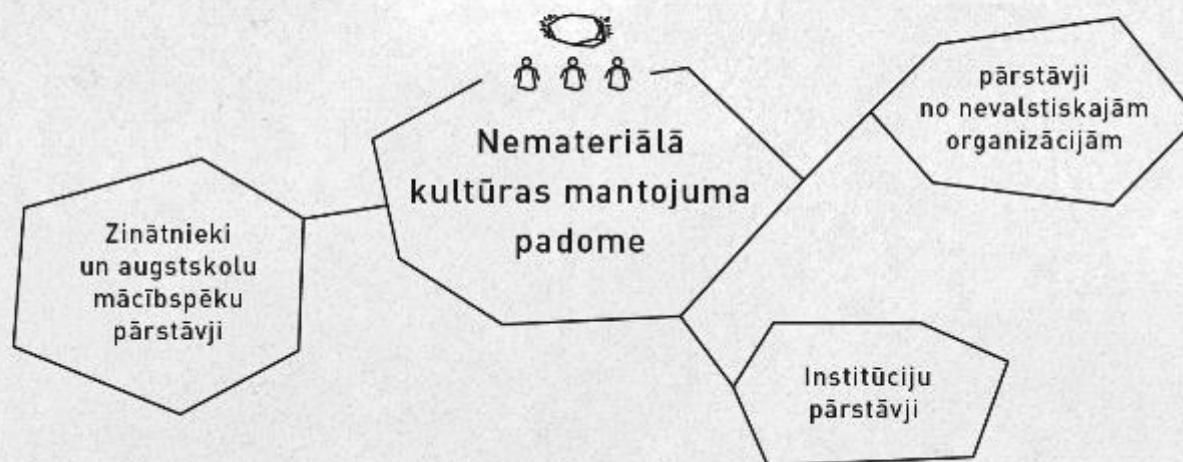 Nemateriālā
kultūras mantojuma
padome
pārstāvji
no nevalstiskajām
organizācijām
Zinātnieki
un augstskolu
mācībspēku
pārstāvji
Institūciju
pārstāvji